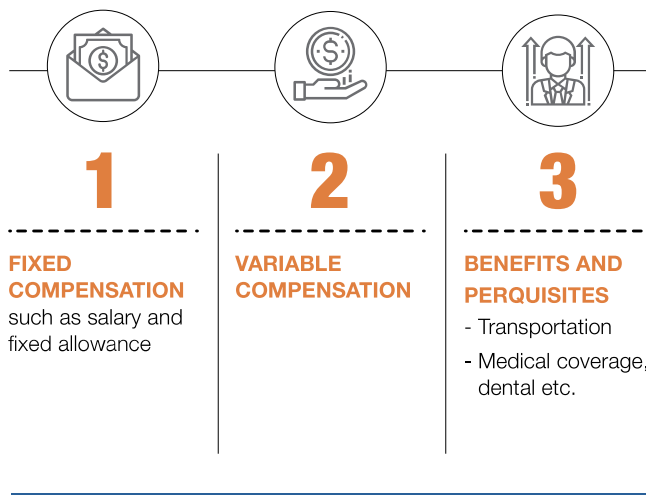 1
FIXED
COMPENSATION
such as salary and
fixed allowance
2
VARIABLE
COMPENSATION
3
BENEFITS AND
PERQUISITES
- Transportation
- Medical coverage,
dental etc.